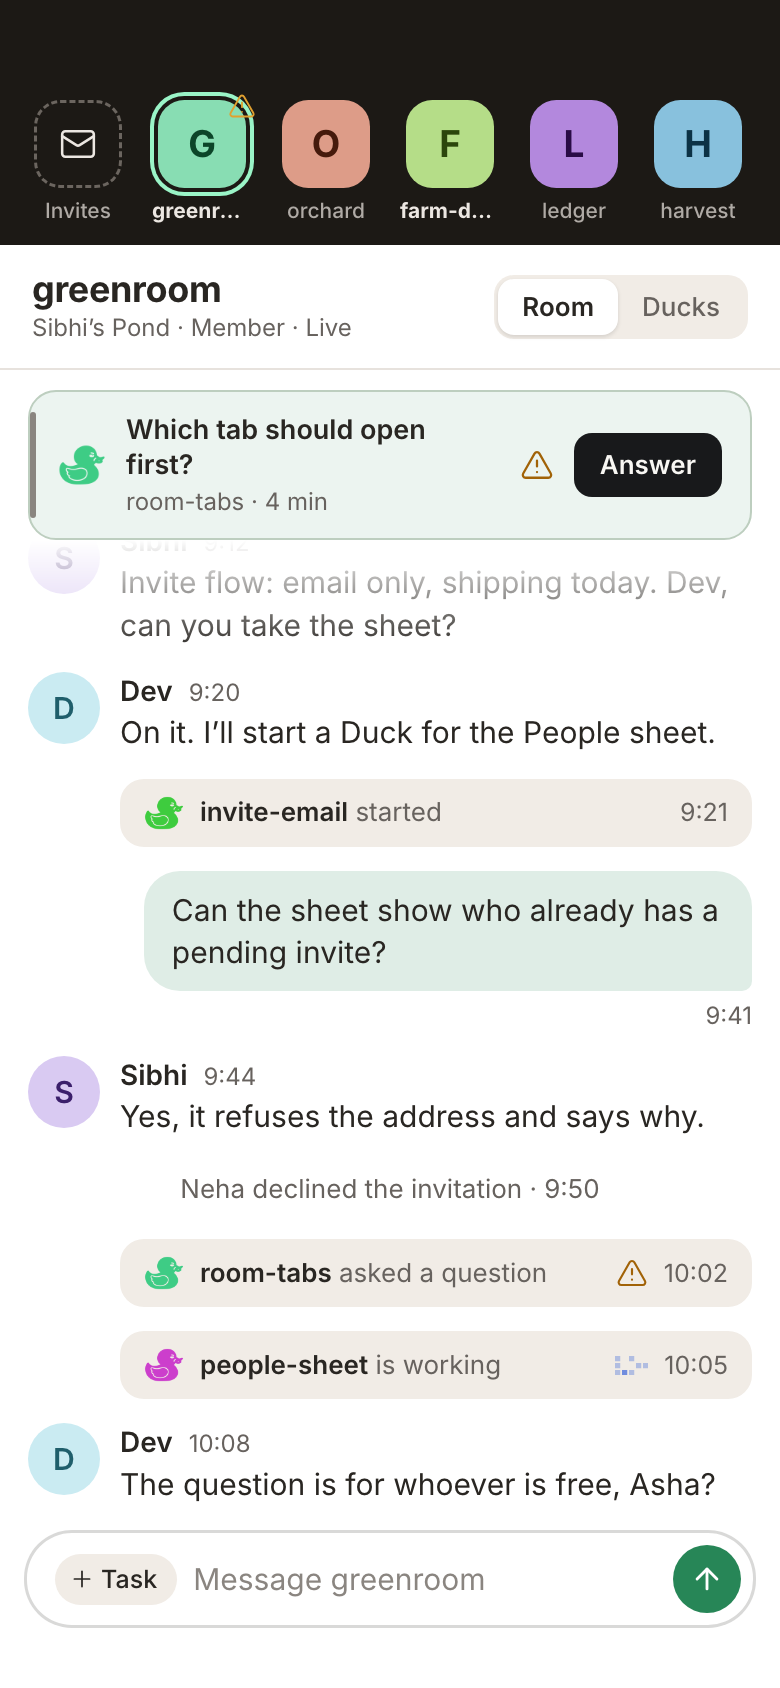 G
O
F
L
H
Invites
greenr...
orchard
farm-d...
ledger
harvest
greenroom
Sibhi’s Pond · Member · Live
Room
Ducks
Which tab should open
first?
room-tabs · 4 min
Answer
S
Sibhi 9:12
Invite flow: email only, shipping today. Dev,
can you take the sheet?
D
Dev 9:20
On it. I’ll start a Duck for the People sheet.
invite-email started 9:21
Can the sheet show who already has a
pending invite?
9:41
S
Sibhi 9:44
Yes, it refuses the address and says why.
Neha declined the invitation · 9:50
room-tabs asked a question 10:02
people-sheet is working 10:05
D
Dev 10:08
The question is for whoever is free, Asha?
+ Task
Message greenroom